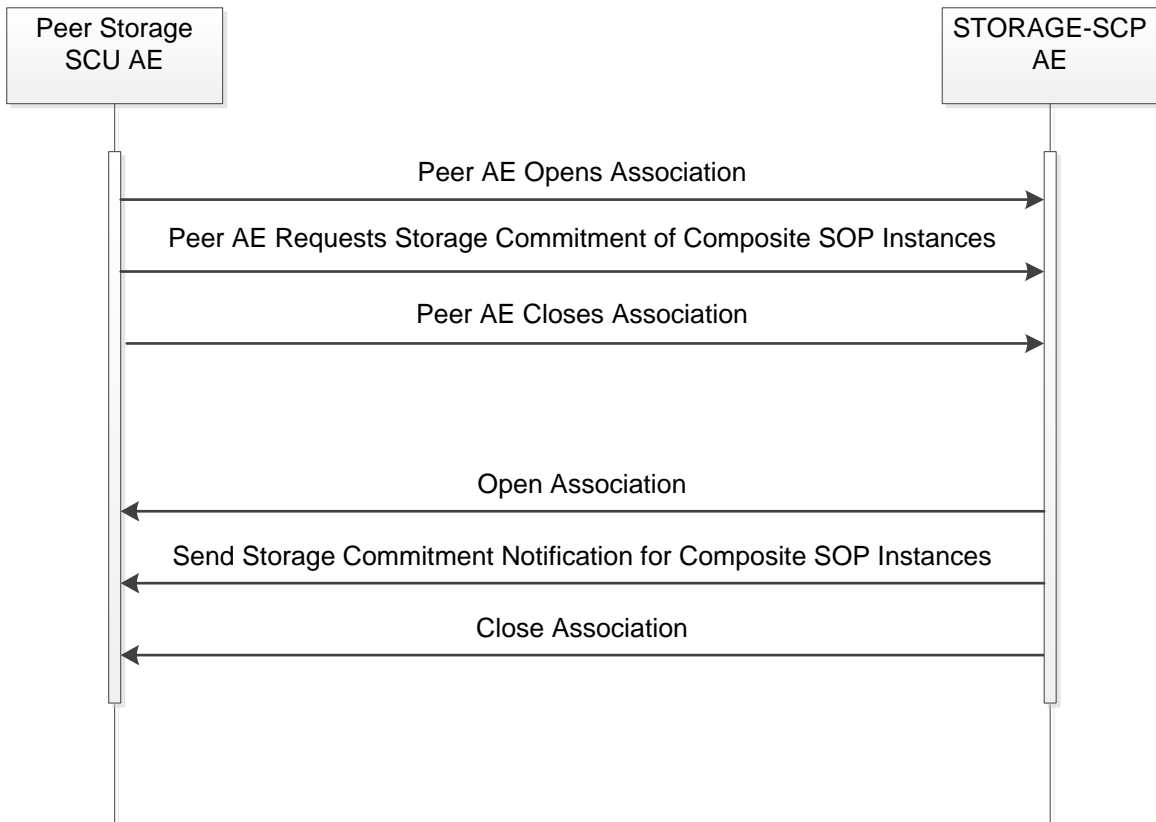 Peer Storage
SCU AE
STORAGE-SCP
AE
Peer AE Opens Association
Peer AE Requests Storage Commitment of Composite SOP Instances
Peer AE Closes Association
Open Association
Send Storage Commitment Notification for Composite SOP Instances
Close Association